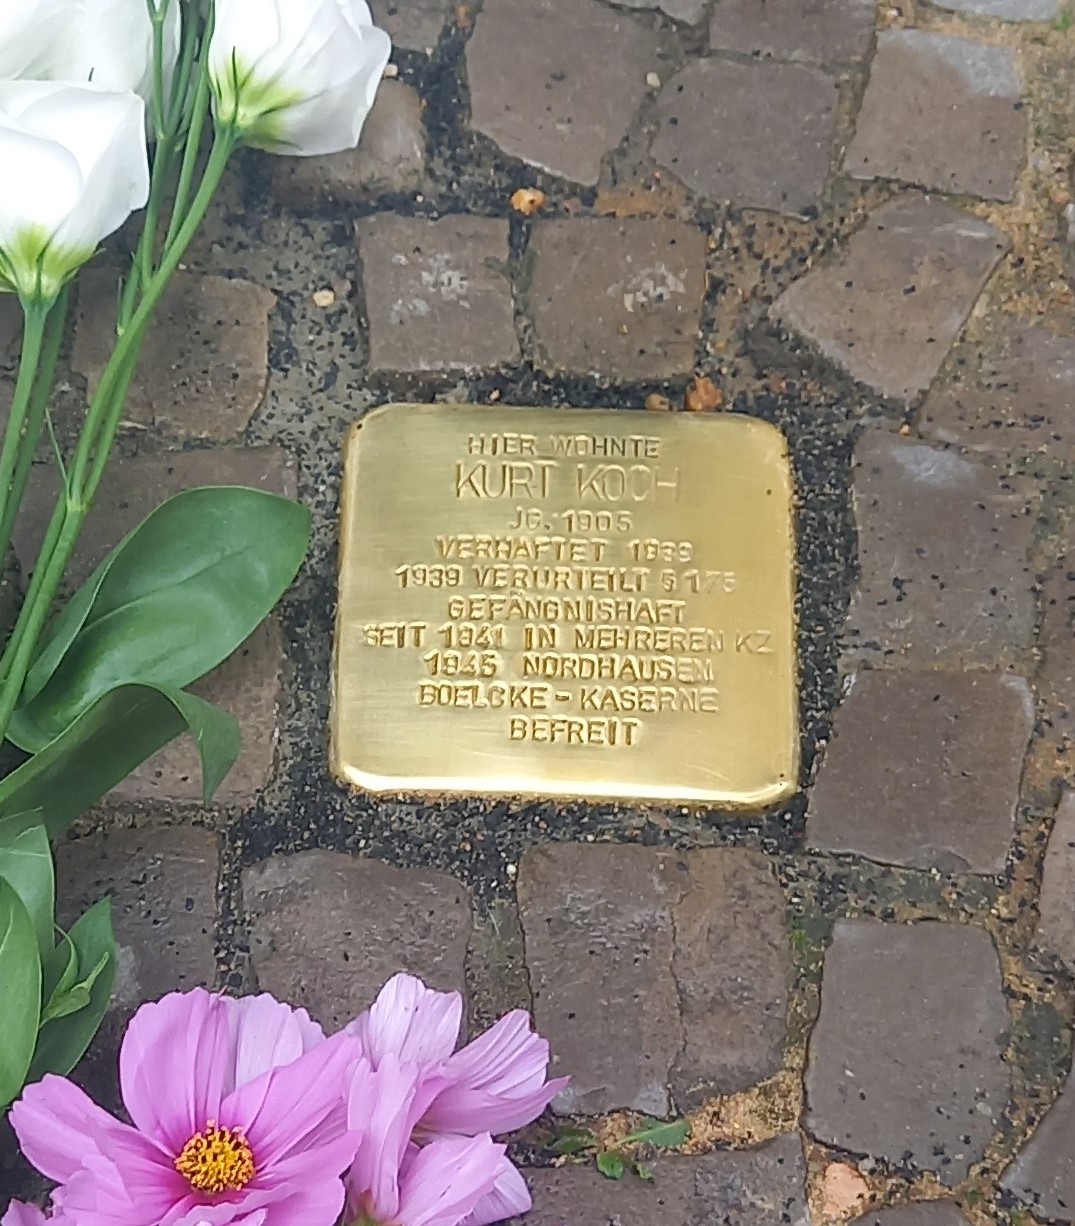 HIER WOHNTE
KURT KOCH
JG. 1905
VERHAFTET 1939
1939 VERURTEILT § 175
GEFÄNGNISHAFT
SEIT 1941 IN MEHREREN KZ
1945 NORDHAUSEN
BOELCKE-KASERNE
BEFREIT